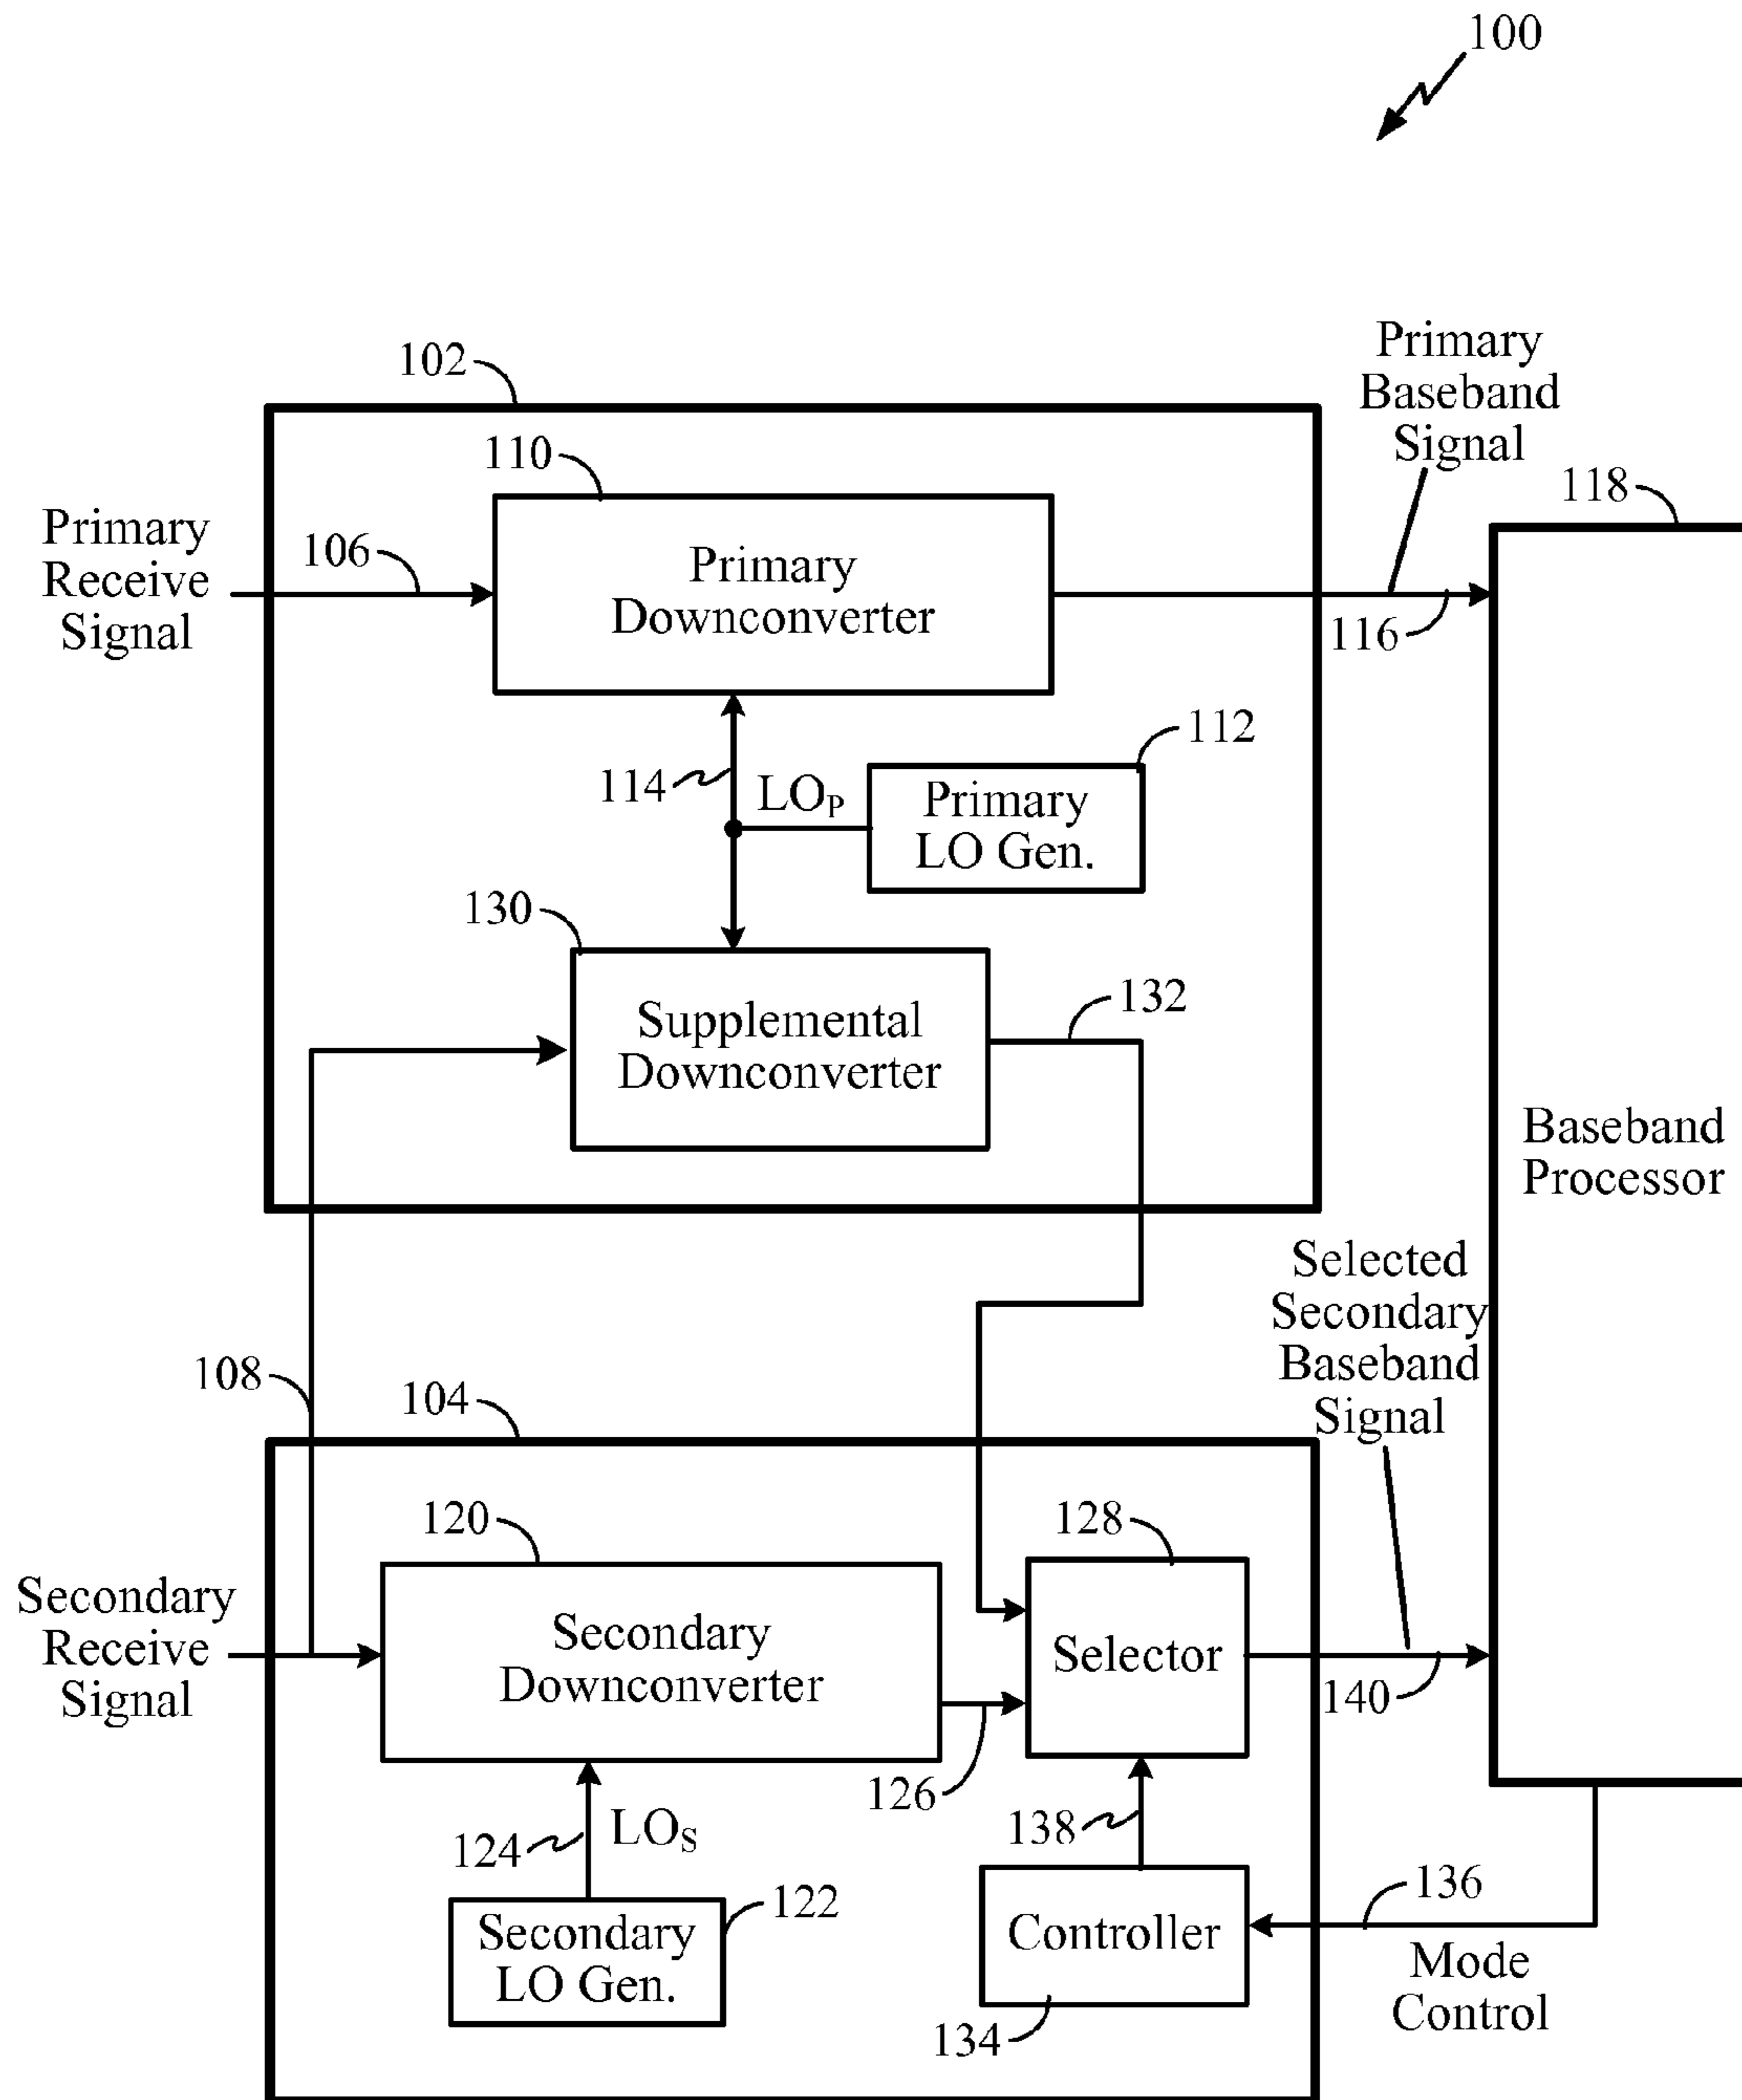 100
102
Primary
Baseband
Signal
110
118
Primary
Receive
Signal
106
Primary
Downconverter
116
112
114
LOP
Primary
LO Gen.
130
132
Supplemental
Downconverter
Baseband
Processor
Selected
Secondary
Baseband
Signal
108
104
120
128
Secondary
Receive
Signal
Secondary
Downconverter
Selector
140
126
138
124
LOS
136
122
Secondary
LO Gen.
Controller
Mode
Control
134